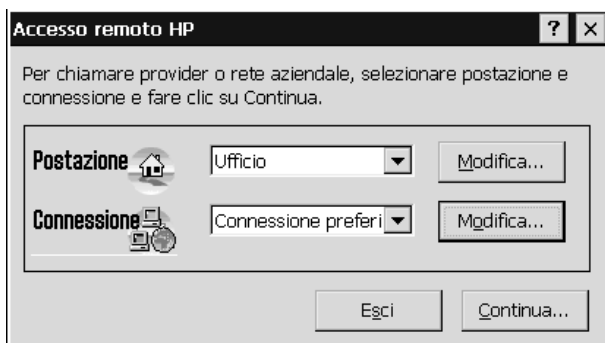 Accesso remoto HP ? ×
Per chiamare provider o rete aziendale, selezionare postazione e
connessione e fare clic su Continua.
Postazione Ufficio Modifica...
Connessione Connessione preferi Modifica...
Esci Continua...